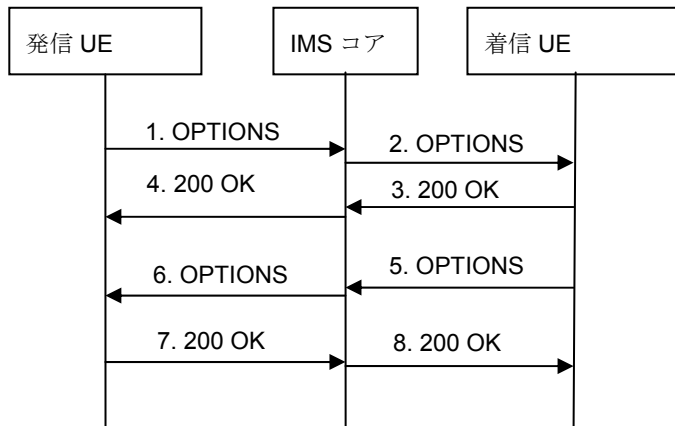 発信 UE
IMS コア
着信 UE
1. OPTIONS
2. OPTIONS
4. 200 OK
3. 200 OK
5. OPTIONS
6. OPTIONS
7. 200 OK
8. 200 OK